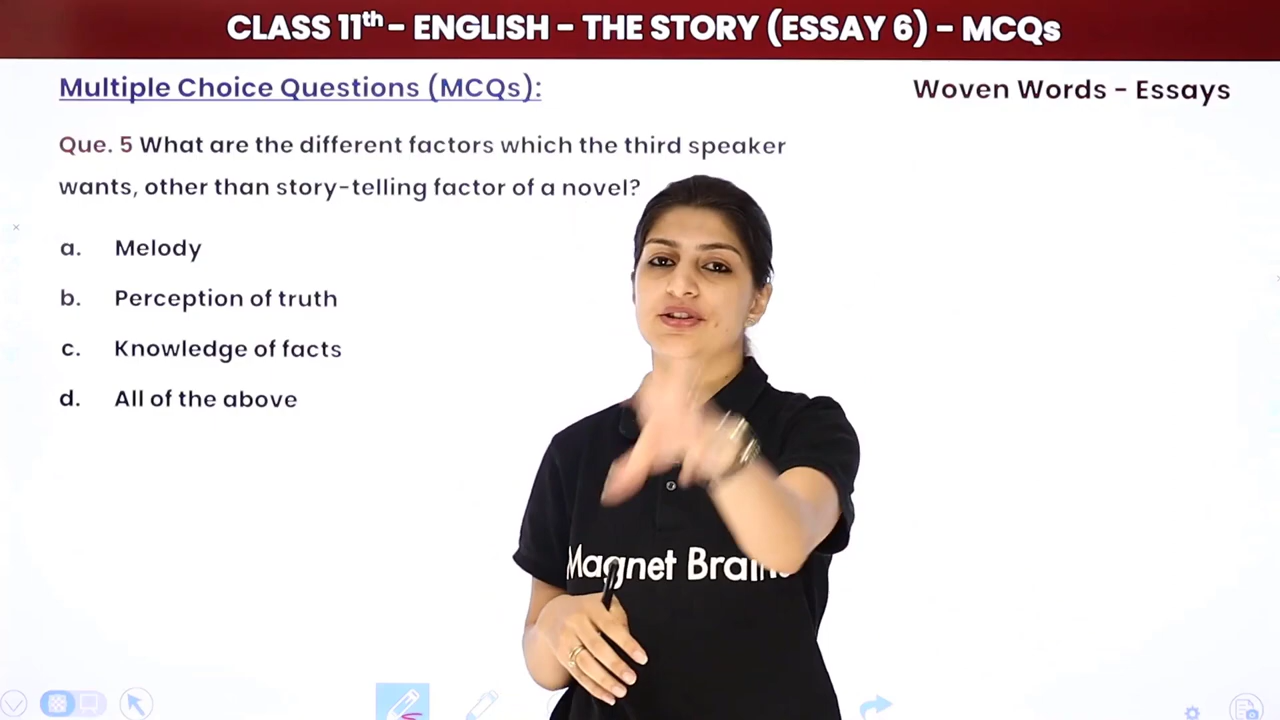 CLASS 11th - ENGLISH - THE STORY (ESSAY 6) - MCQs
Multiple Choice Questions (MCQs):
Woven Words - Essays
Que. 5 What are the different factors which the third speaker
wants, other than story-telling factor of a novel?
a. Melody
b. Perception of truth
c. Knowledge of facts
d. All of the above
Magnet Brains